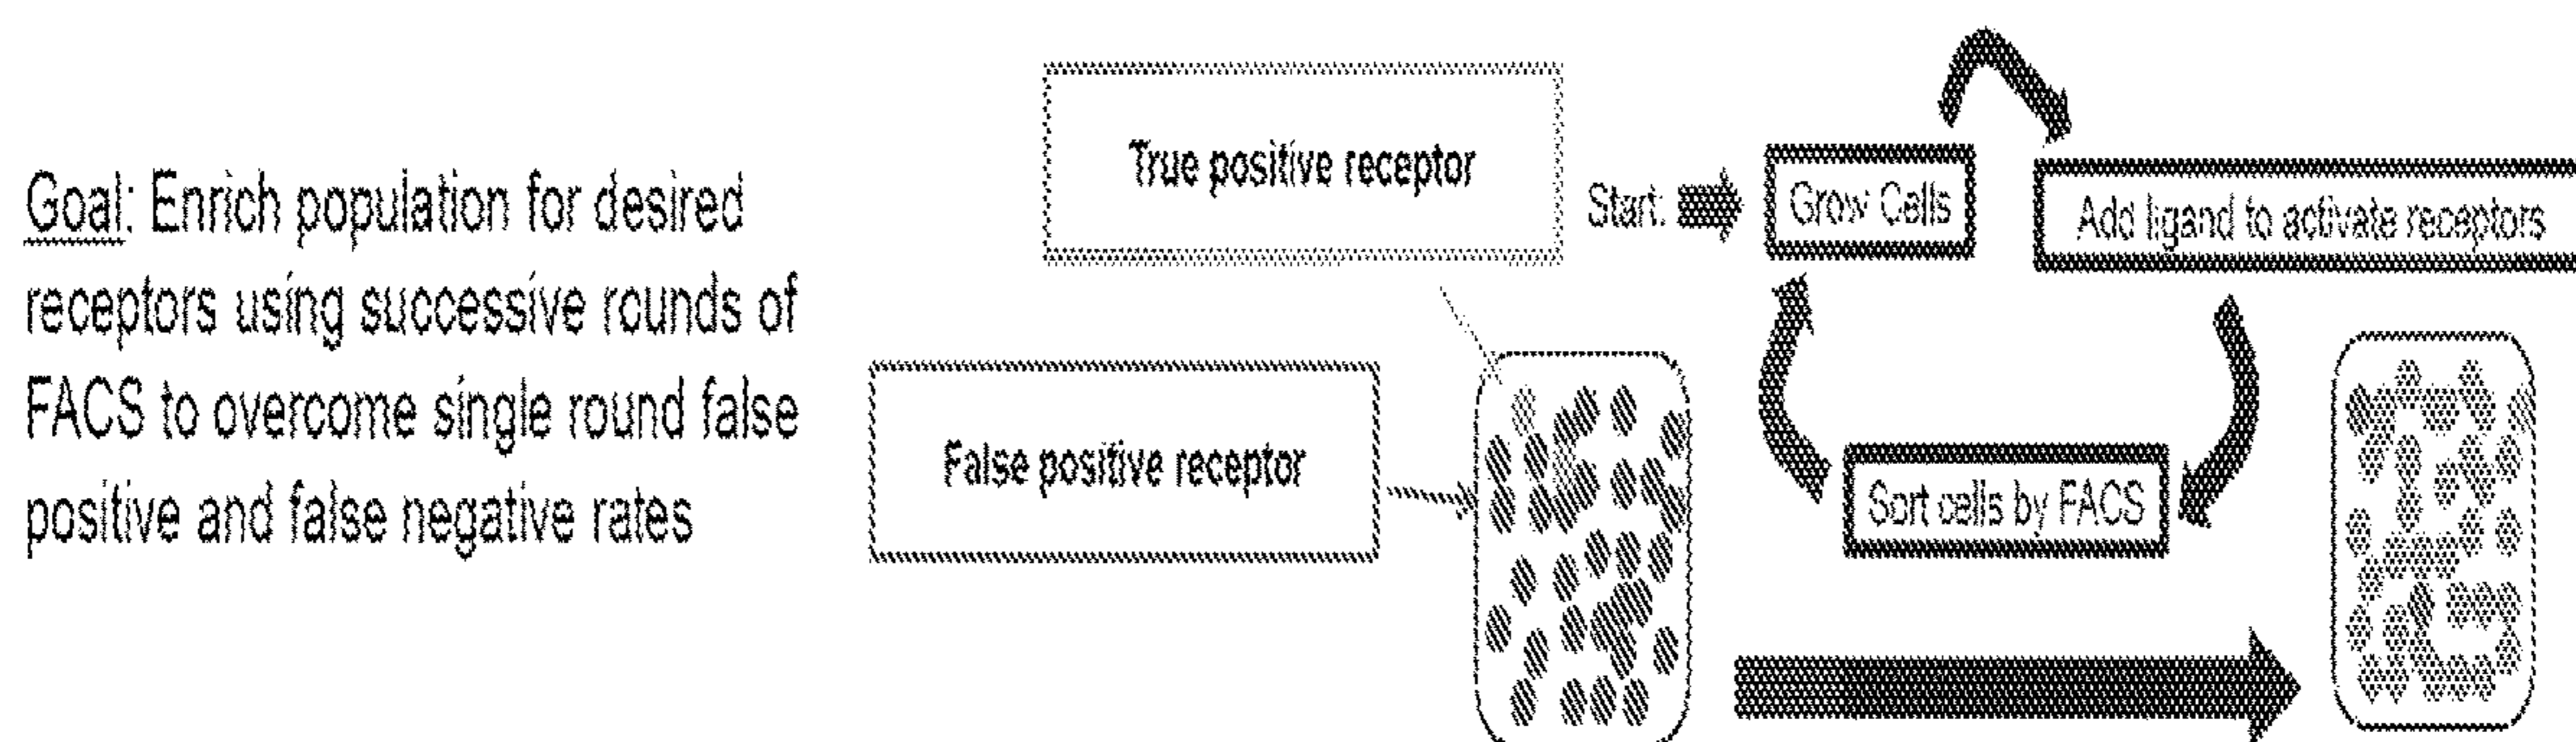 Goal: Enrich population for desired
receptors using successive rounds of
FACS to overcome single round false
positive and false negative rates
True positive receptor
False positive receptor
Start:
Grow Cells
Add ligand to activate receptors
Sort cells by FACS